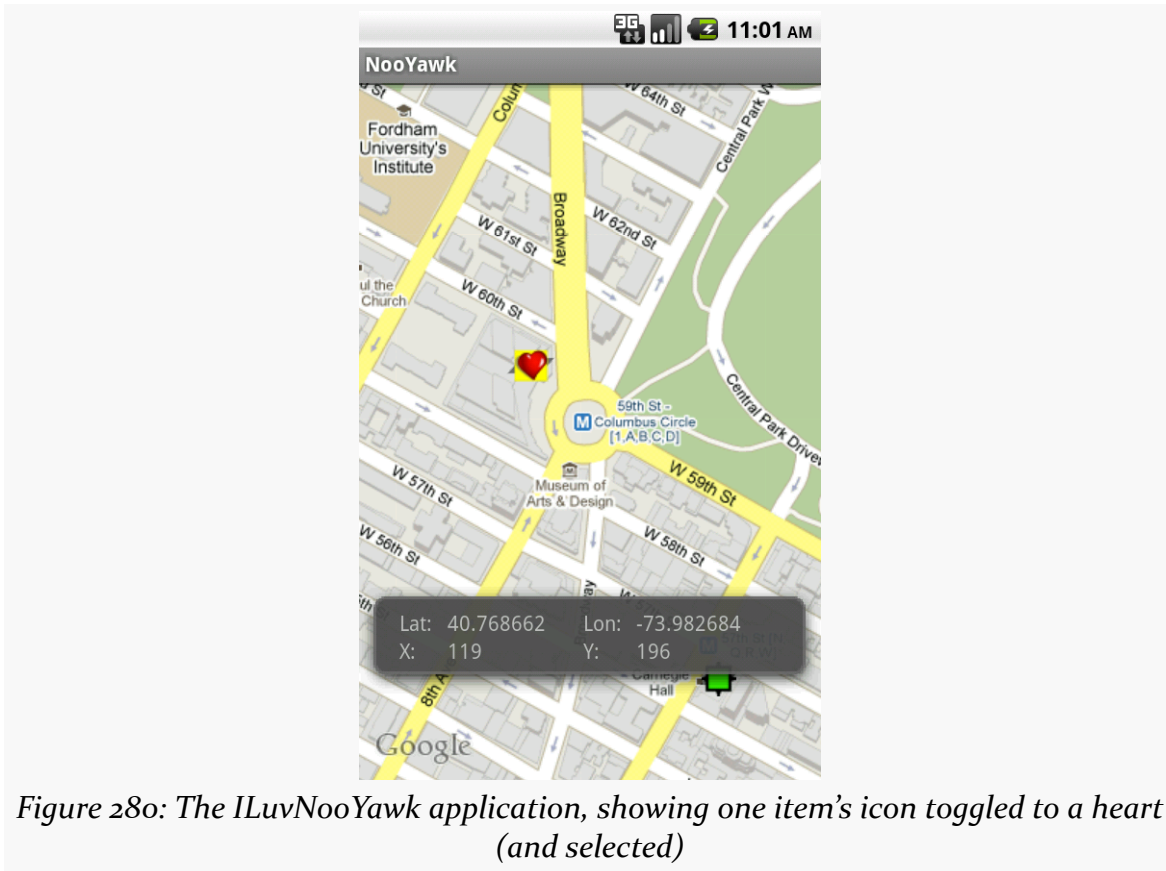 3G 11:01 AM
NooYawk
W 64th St
Colum
Central Park W
d St
Fordham
University's
Institute
Broadway
W 62nd St
W 61st St
W 60th St
ul the
Church
59th St -
Columbus Circle
[1,A,B,C,D]
M
Central Park Drivew
W 59th St
Museum of
Arts & Design
W 57th St
W 58th St
W 56th St
Lat: 40.768662 Lon: -73.982684
X: 119 Y: 196
Carnegie
Hall
8th A
Google
Figure 280: The ILuvNooYawk application, showing one item's icon toggled to a heart
(and selected)